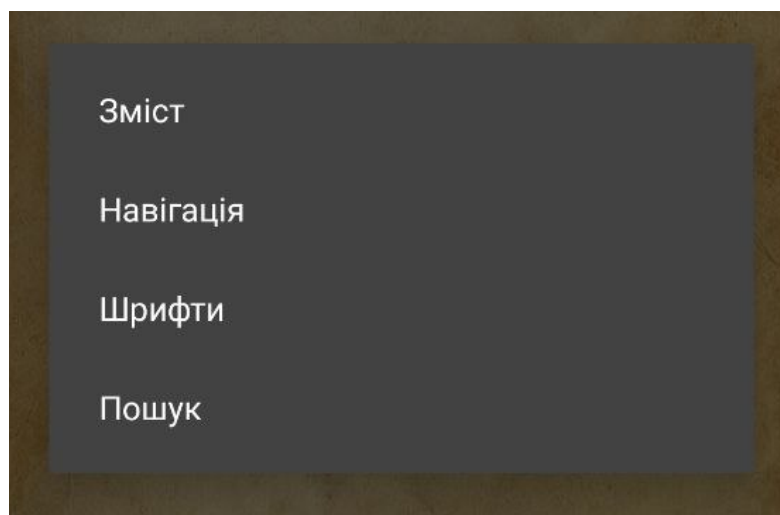 Зміст
Навігація
Шрифти
Пошук